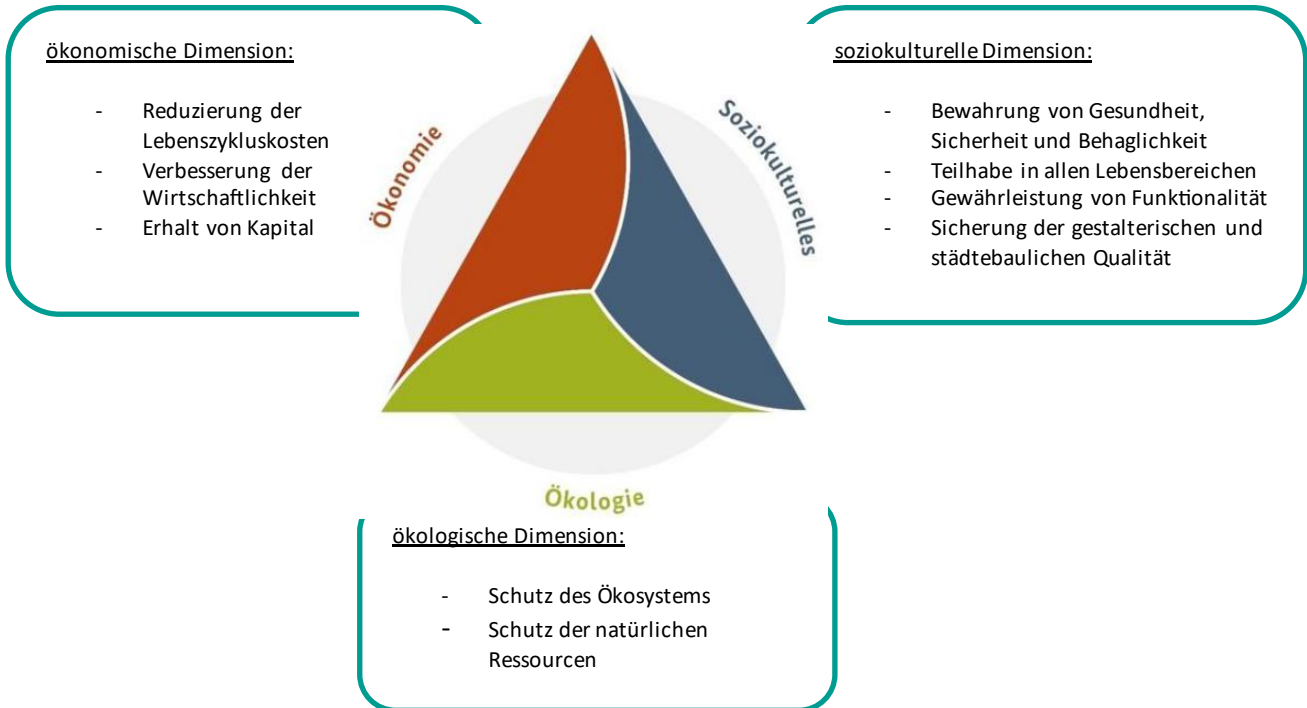 ökonomische Dimension:
- Reduzierung der
Lebenszykluskosten
- Verbesserung der
Wirtschaftlichkeit
- Erhalt von Kapital
Ökonomie
Soziokulturelles
soziokulturelle Dimension:
- Bewahrung von Gesundheit,
Sicherheit und Behaglichkeit
- Teilhabe in allen Lebensbereichen
- Gewährleistung von Funktionalität
- Sicherung der gestalterischen und
städtebaulichen Qualität
Ökologie
ökologische Dimension:
- Schutz des Ökosystems
- Schutz der natürlichen
Ressourcen